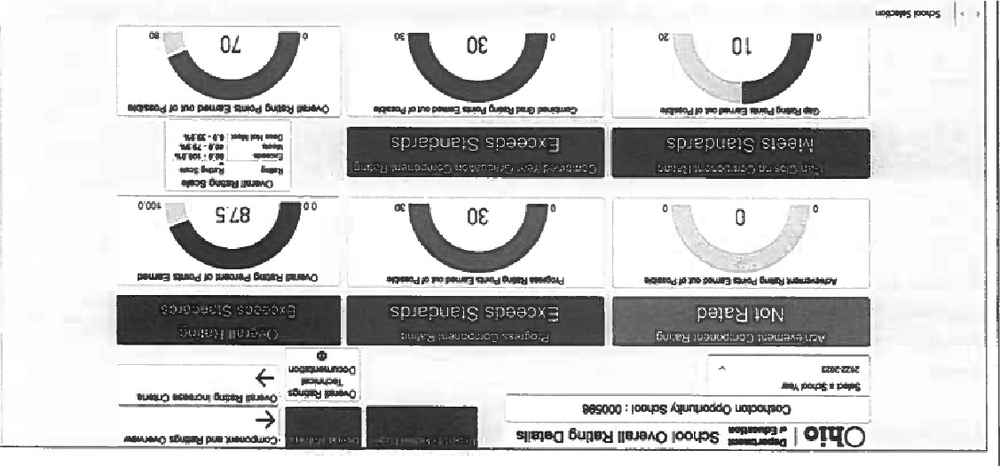 Ohio | Department of Education School Overall Rating Details
Component and Ratings Overview
Coshocton Opportunity School : 000598
Select a School Year
2022-2023
Overall Ratings
Technical
Documentation
Overall Rating Increase Criteria
Achievement Component Rating
Not Rated
Progress Component Rating
Exceeds Standards
Overall Rating
Exceeds Standards
Achievement Rating Points Earned out of Possible
0
0
0
Progress Rating Points Earned out of Possible
0
30
30
Overall Rating Percent of Points Earned
0.0
87.5
100.0
Gap Closing Component Rating
Meets Standards
Combined Year Graduation Component Rating
Exceeds Standards
Overall Rating Scale
Rating Rating Scale
Exceeds 80.0 - 100.0%
Meets 40.0 - 79.9%
Does Not Meet 0.0 - 39.9%
Gap Rating Points Earned out of Possible
0
10
20
Combined Grad Rating Points Earned out of Possible
0
30
30
Overall Rating Points Earned out of Possible
0
70
80
School Selection